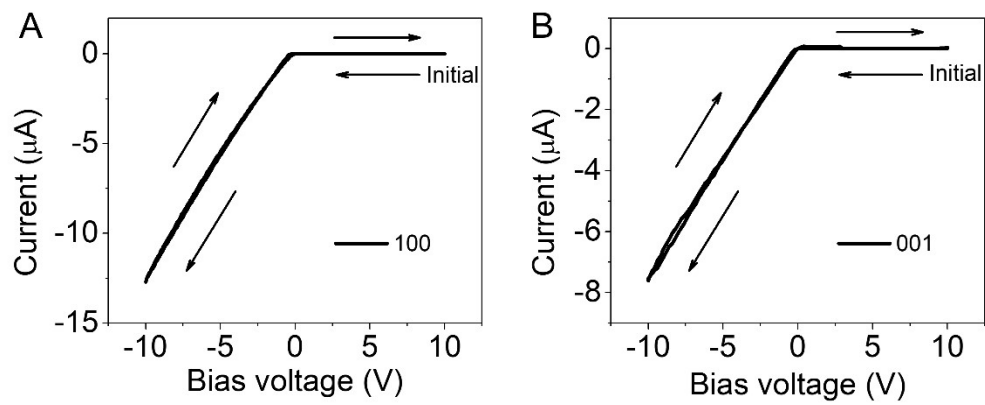 A
0
-5
-10
-15
Current (μA)
Initial
100
-10 -5 0 5 10
Bias voltage (V)
B
0
-2
-4
-6
-8
Current (μA)
Initial
001
-10 -5 0 5 10
Bias voltage (V)